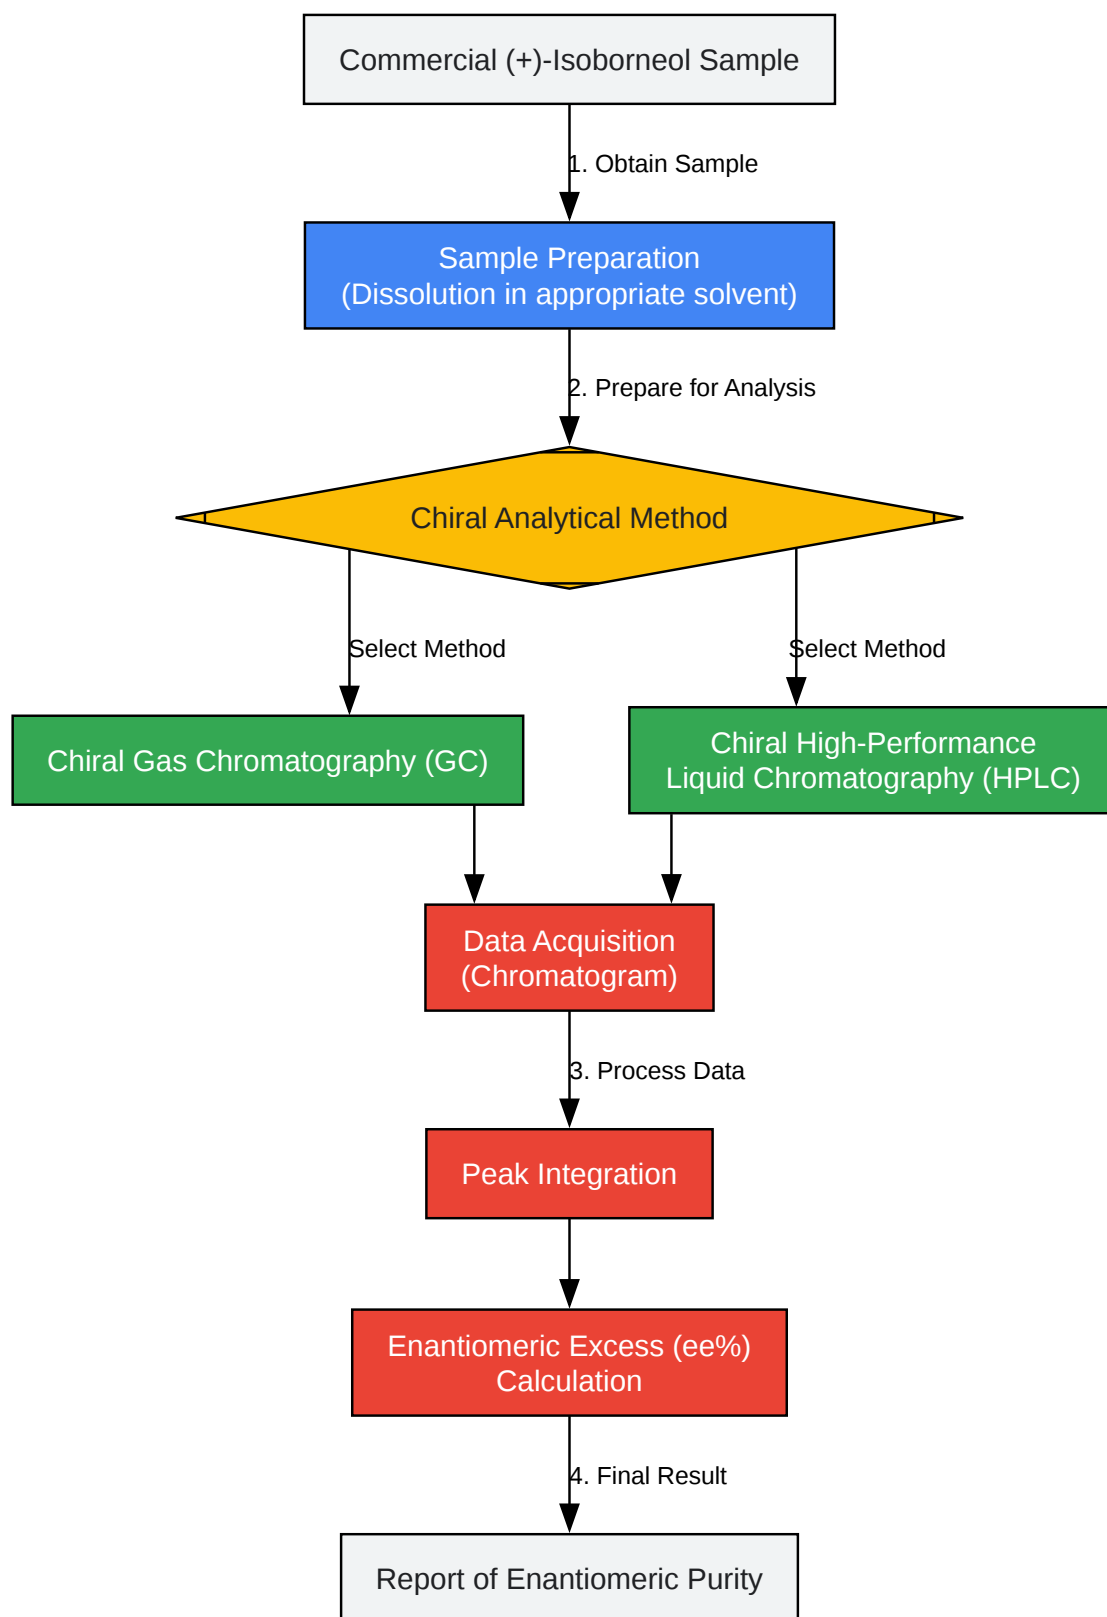 Commercial (+)-Isoborneol Sample
1. Obtain Sample
Sample Preparation
(Dissolution in appropriate solvent)
2. Prepare for Analysis
Chiral Analytical Method
Select Method
Select Method
Chiral Gas Chromatography (GC)
Chiral High-Performance
Liquid Chromatography (HPLC)
Data Acquisition
(Chromatogram)
3. Process Data
Peak Integration
Enantiomeric Excess (ee%)
Calculation
4. Final Result
Report of Enantiomeric Purity